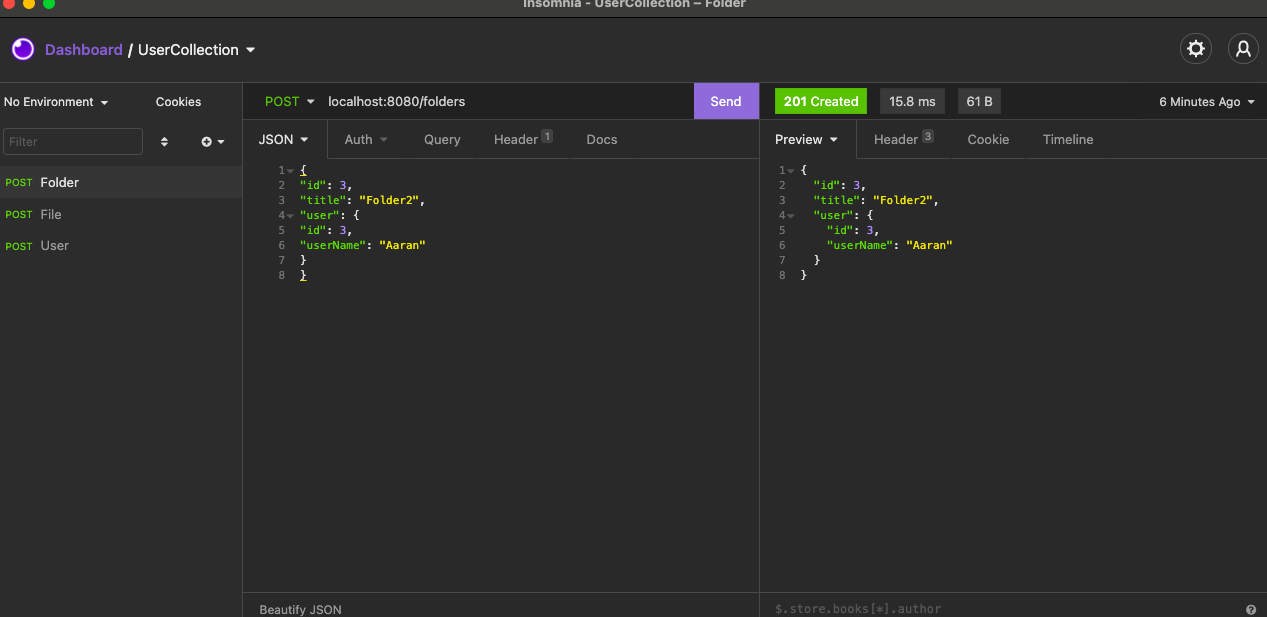 Insomnia - UserCollection – Folder
Dashboard / UserCollection
No Environment
Cookies
Filter
POST Folder
POST File
POST User
POST localhost:8080/folders
Send
JSON Auth Query Header 1 Docs
1 {
2 "id": 3,
3 "title": "Folder2",
4 "user": {
5 "id": 3,
6 "userName": "Aaran"
7 }
8 }
Beautify JSON
201 Created 15.8 ms 61 B 6 Minutes Ago
Preview Header 3 Cookie Timeline
1 {
2 "id": 3,
3 "title": "Folder2",
4 "user": {
5 "id": 3,
6 "userName": "Aaran"
7 }
8 }
$.store.books[*].author